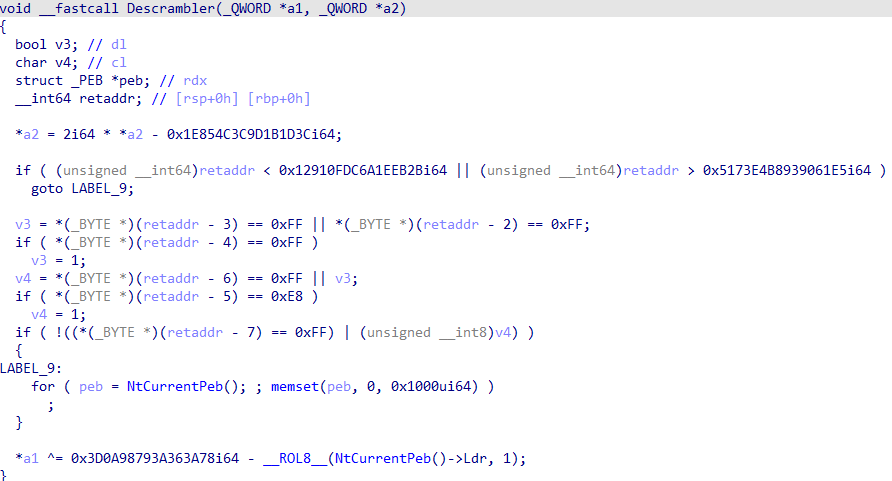 void __fastcall Descrambler(_QWORD *a1, _QWORD *a2)
{
  bool v3; // dl
  char v4; // cl
  struct _PEB *peb; // rdx
  __int64 retaddr; // [rsp+0h] [rbp+0h]

  *a2 = 2i64 * *a2 - 0x1E854C3C9D1B1D3Ci64;

  if ( (unsigned __int64)retaddr < 0x12910FDC6A1EEB2Bi64 || (unsigned __int64)retaddr > 0x5173E4B8939061E5i64 )
    goto LABEL_9;

  v3 = *(_BYTE *)(retaddr - 3) == 0xFF || *(_BYTE *)(retaddr - 2) == 0xFF;
  if ( *(_BYTE *)(retaddr - 4) == 0xFF )
    v3 = 1;
  v4 = *(_BYTE *)(retaddr - 6) == 0xFF || v3;
  if ( *(_BYTE *)(retaddr - 5) == 0xE8 )
    v4 = 1;
  if ( !((*(_BYTE *)(retaddr - 7) == 0xFF) | (unsigned __int8)v4) )
  {
LABEL_9:
    for ( peb = NtCurrentPeb(); ; memset(peb, 0, 0x1000ui64) )
      ;
  }

  *a1 ^= 0x3D0A98793A363A78i64 - __ROL8__(NtCurrentPeb()->Ldr, 1);
}